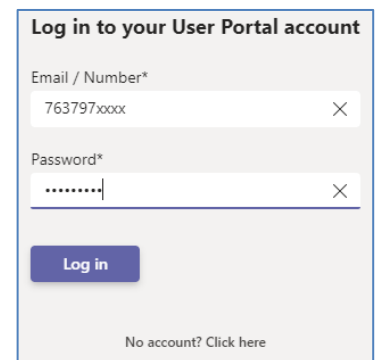 Log in to your User Portal account
Email / Number*
763797xxxx
Password*
•••••••••
Log in
No account? Click here